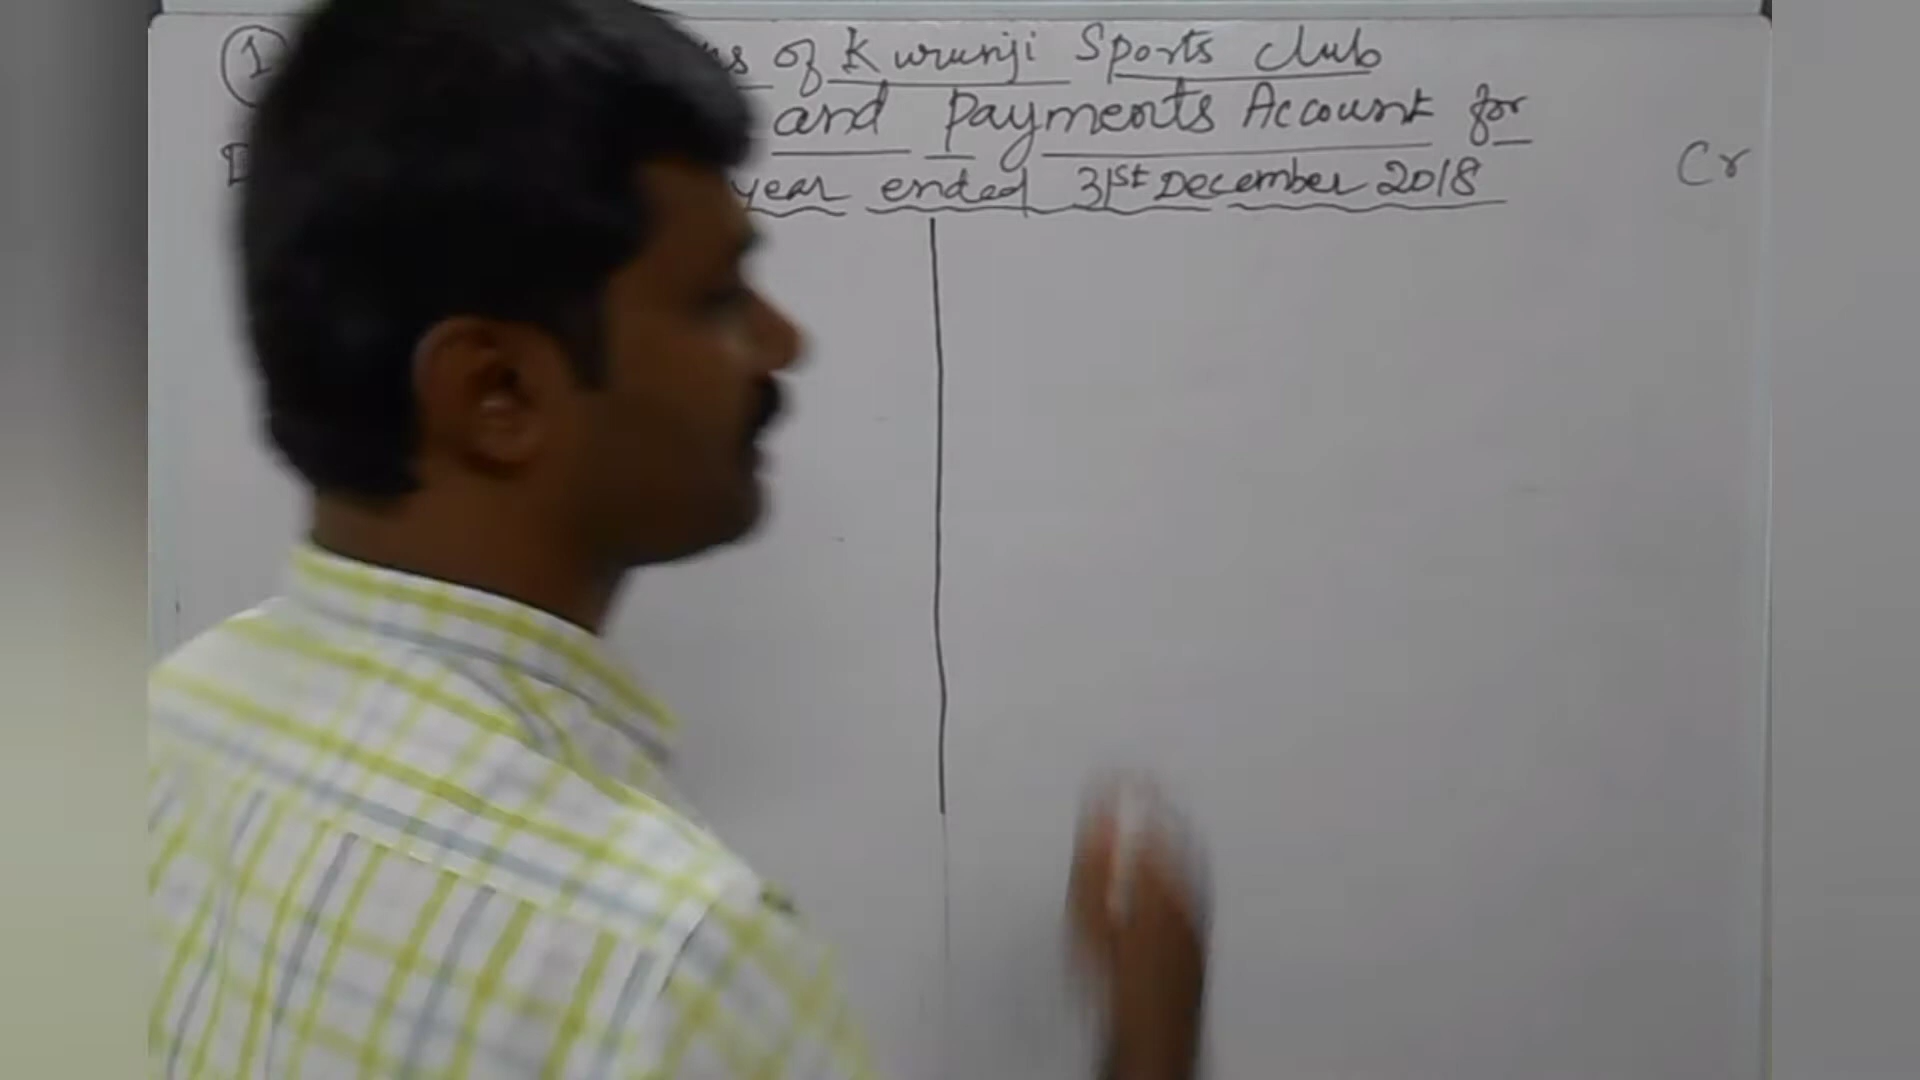 1 of Kurunji Sports club
and Payments Account for
year ended 31st December 2018 Cr